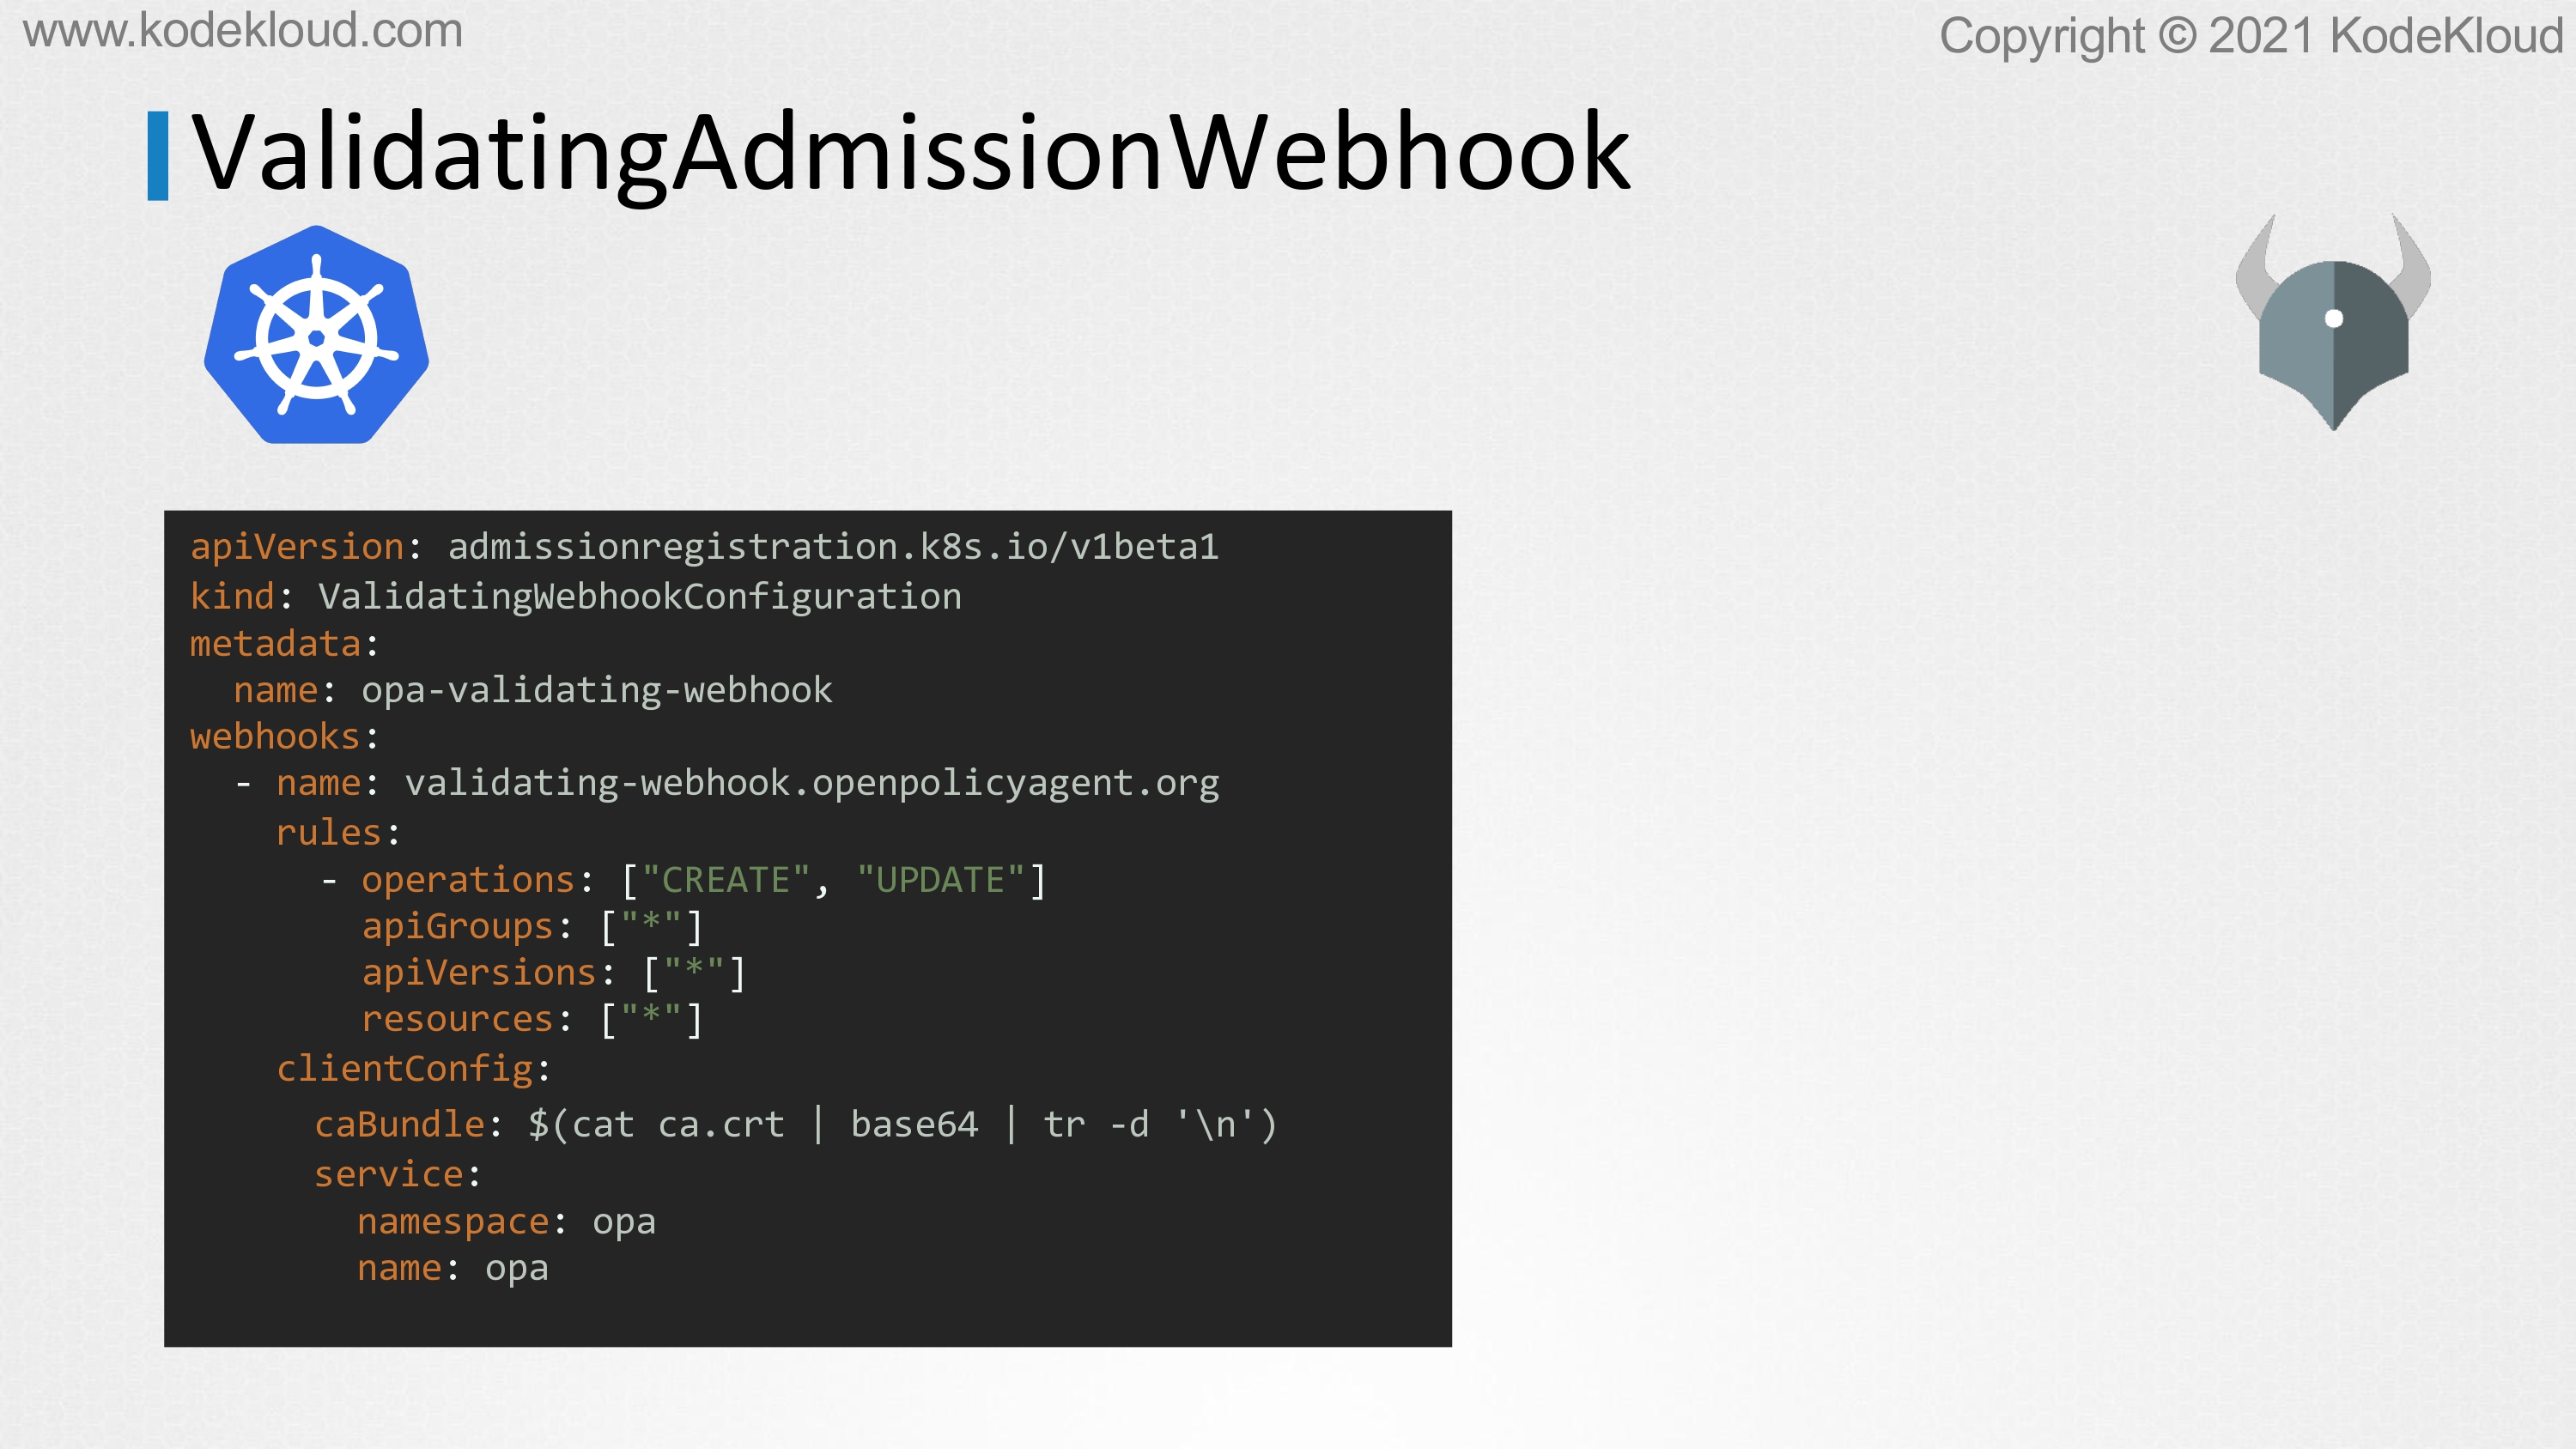 www.kodekloud.com
Copyright © 2021 KodeKloud
ValidatingAdmissionWebhook
apiVersion: admissionregistration.k8s.io/v1beta1
kind: ValidatingWebhookConfiguration
metadata:
  name: opa-validating-webhook
webhooks:
  - name: validating-webhook.openpolicyagent.org
    rules:
      - operations: ["CREATE", "UPDATE"]
        apiGroups: ["*"]
        apiVersions: ["*"]
        resources: ["*"]
    clientConfig:
      caBundle: $(cat ca.crt | base64 | tr -d '\n')
      service:
        namespace: opa
        name: opa